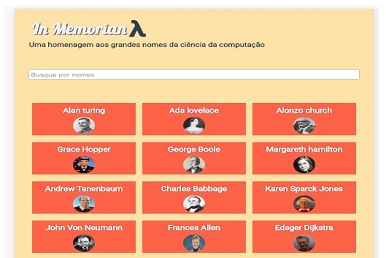 In Memorian λ
Uma homenagem aos grandes nomes da ciência da computação
Busque por nomes
Alan turing
Ada lovelace
Alonzo church
Grace Hopper
George Boole
Margareth hamilton
Andrew Tanenbaum
Charles Babbage
Karen Sparck Jones
John Von Neumann
Frances Allen
Edsger Dijkstra